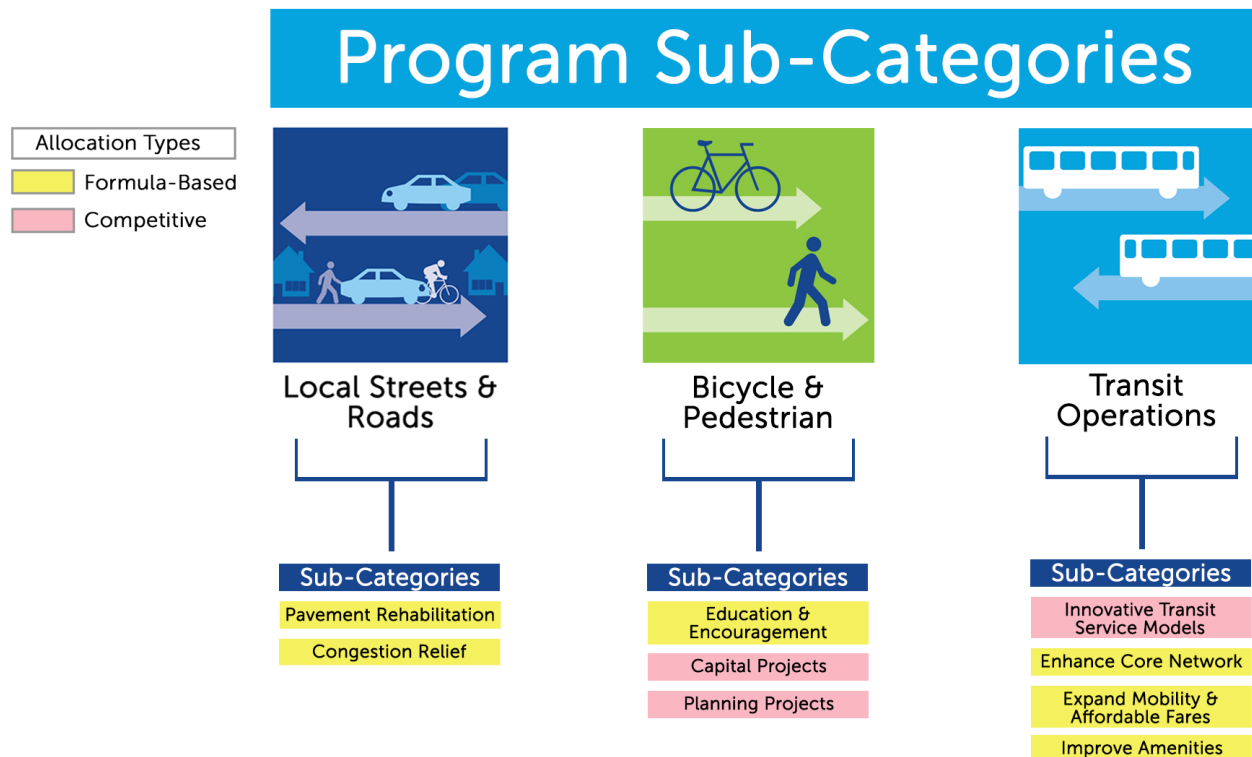 Program Sub-Categories
Allocation Types
Formula-Based
Competitive
Local Streets &
Roads
Sub-Categories
Pavement Rehabilitation
Congestion Relief
Bicycle &
Pedestrian
Sub-Categories
Education &
Encouragement
Capital Projects
Planning Projects
Transit
Operations
Sub-Categories
Innovative Transit
Service Models
Enhance Core Network
Expand Mobility &
Affordable Fares
Improve Amenities